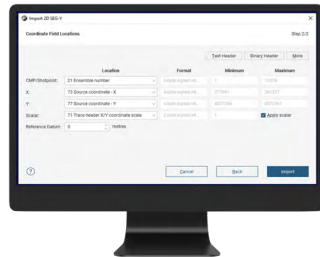 Import 2D SEG-Y
Coordinate Field Locations Step 2/2
Text Header Binary Header More
Location Format Minimum Maximum
CMP/Shotpoint: 21 Ensemble number 1
X: 73 Source coordinate - X
Y: 77 Source coordinate - Y
Scalar: 71 Trace header X/Y coordinate scale 1 Apply scalar
Reference Datum: 0 metres
? Cancel Back Import